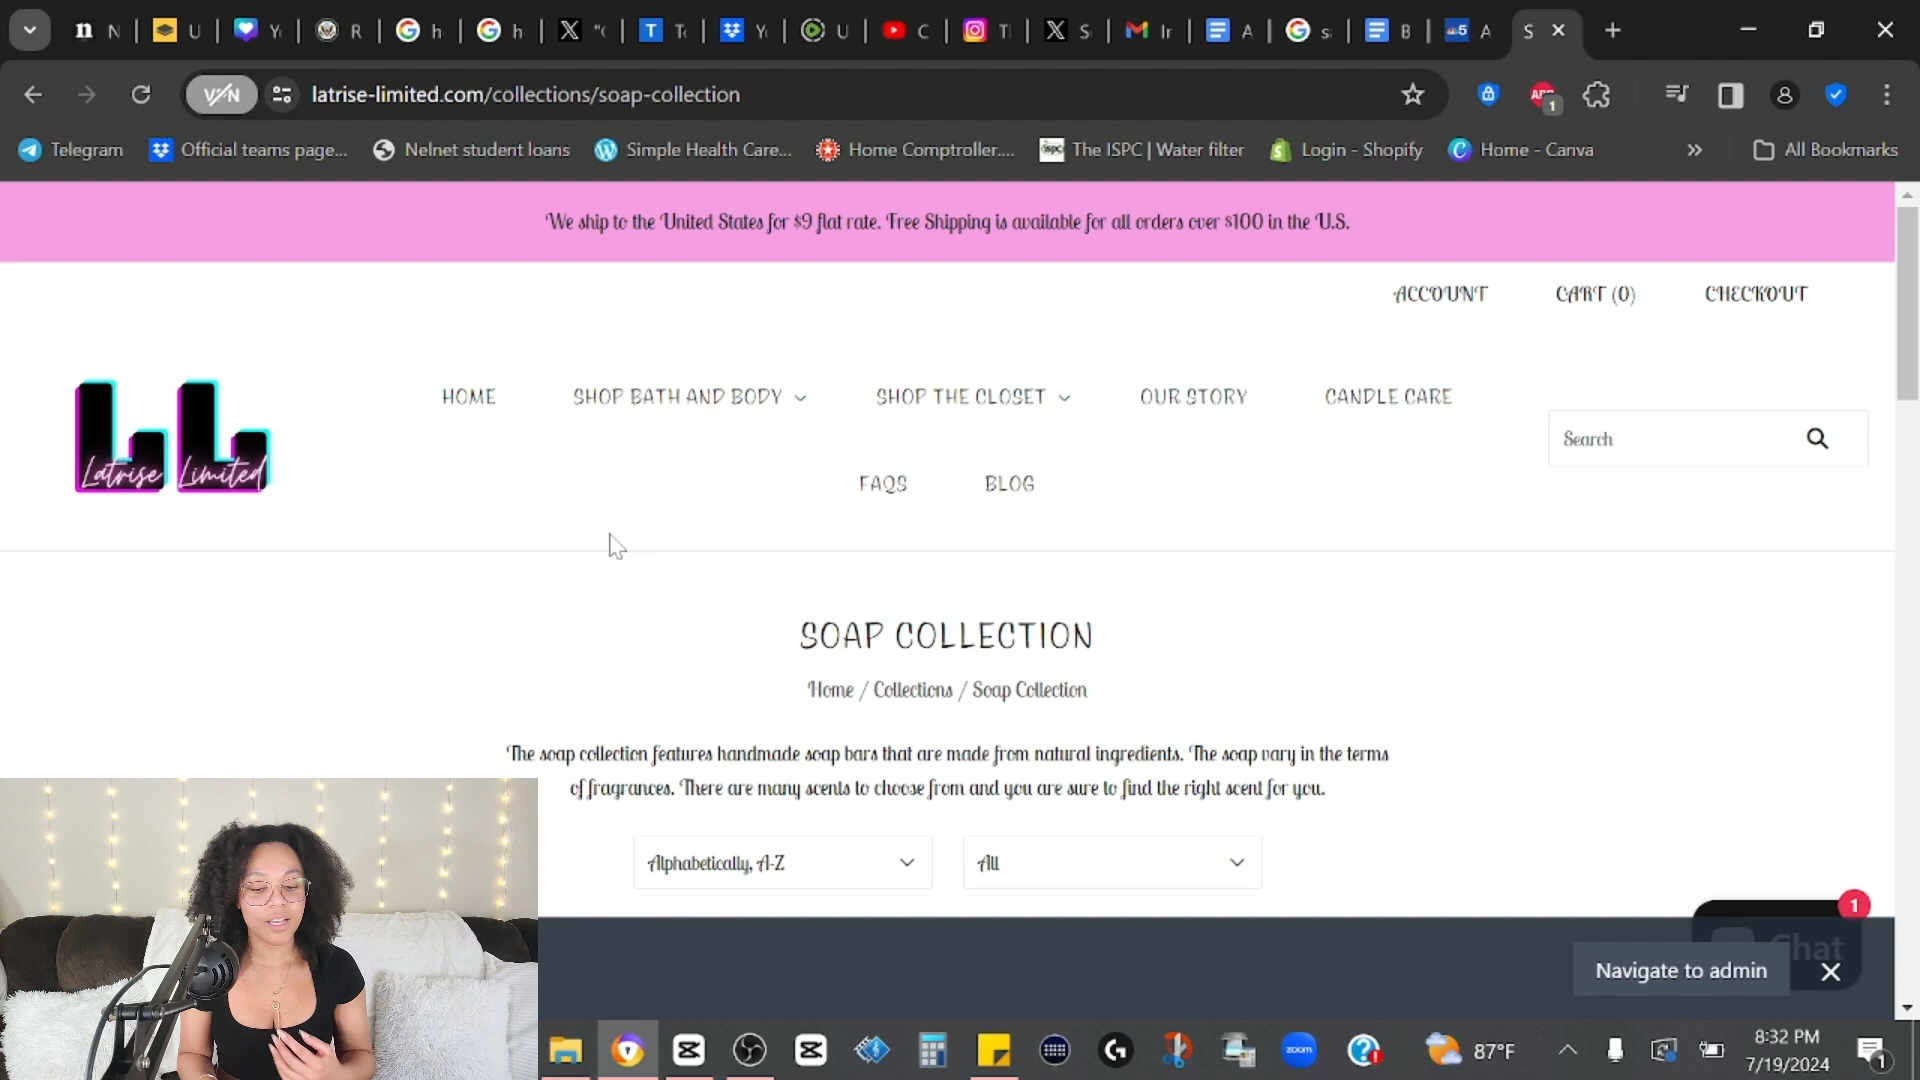 N
U
Y
R
h
h
"(
T
Y
U
C
T
S
Ir
A
s
B
A
S
VPN
latrise-limited.com/collections/soap-collection
1
Telegram
Official teams page...
Nelnet student loans
Simple Health Care...
Home Comptroller....
The ISPC | Water filter
Login - Shopify
Home - Canva
All Bookmarks
We ship to the United States for $9 flat rate. Free Shipping is available for all orders over $100 in the U.S.
ACCOUNT
CART (0)
CHECKOUT
HOME
SHOP BATH AND BODY
SHOP THE CLOSET
OUR STORY
CANDLE CARE
Latrise Limited
Search
FAQS
BLOG
SOAP COLLECTION
Home / Collections / Soap Collection
The soap collection features handmade soap bars that are made from natural ingredients. The soap vary in the terms
of fragrances. There are many scents to choose from and you are sure to find the right scent for you.
Alphabetically, A-Z
All
1
Chat
Navigate to admin
zoom
87°F
8:32 PM
7/19/2024
1